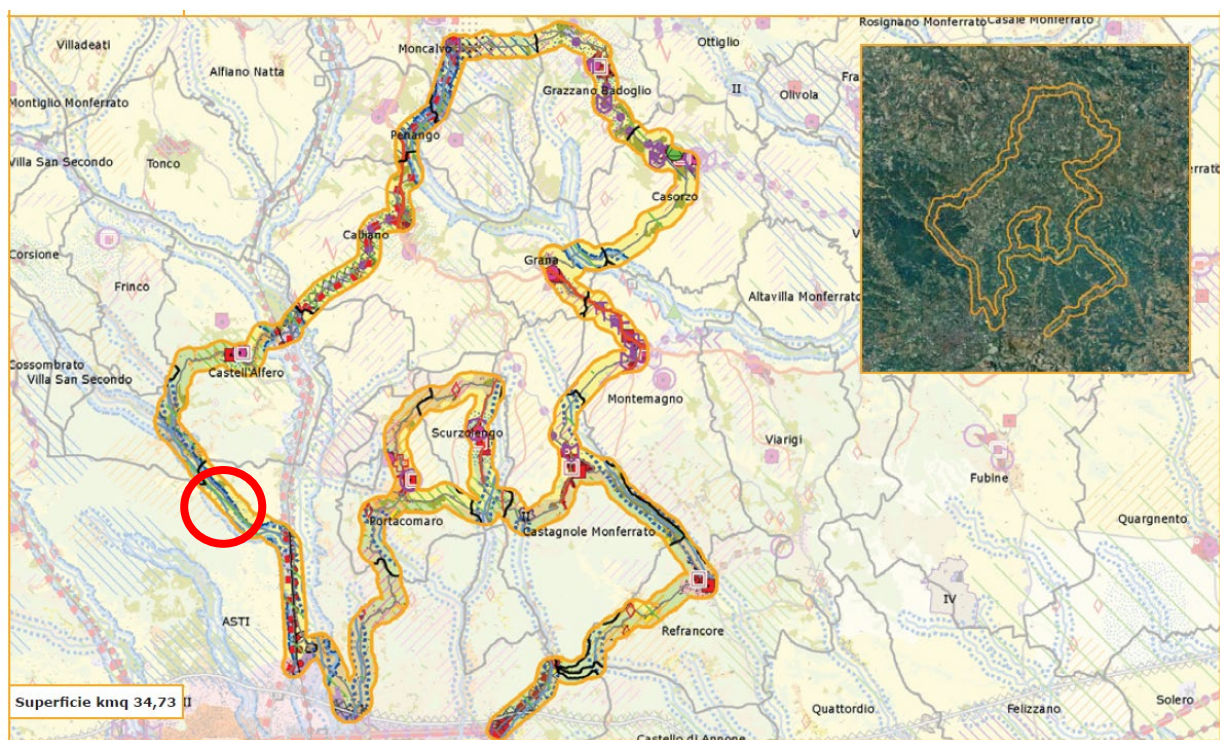 Rosignano Monferrato
Casale Monferrato
Villadeati
Moncalvo
Ottiglio
Alfiano Natta
Grazzano Badoglio
II
Olivola
Montiglio Monferrato
Penango
Villa San Secondo
Tonco
Casorzo
Calliano
Corsione
Grana
Frinco
Altavilla Monferrato
Cossombrato
Villa San Secondo
Castell'Alfero
Montemagno
Scurzolengo
Viarigi
Fubine
Portacomaro
Castagnole Monferrato
Quargnento
IV
ASTI
Refrancore
Superficie kmq 34,73
Quattordio
Felizzano
Solero
Castello di Annone